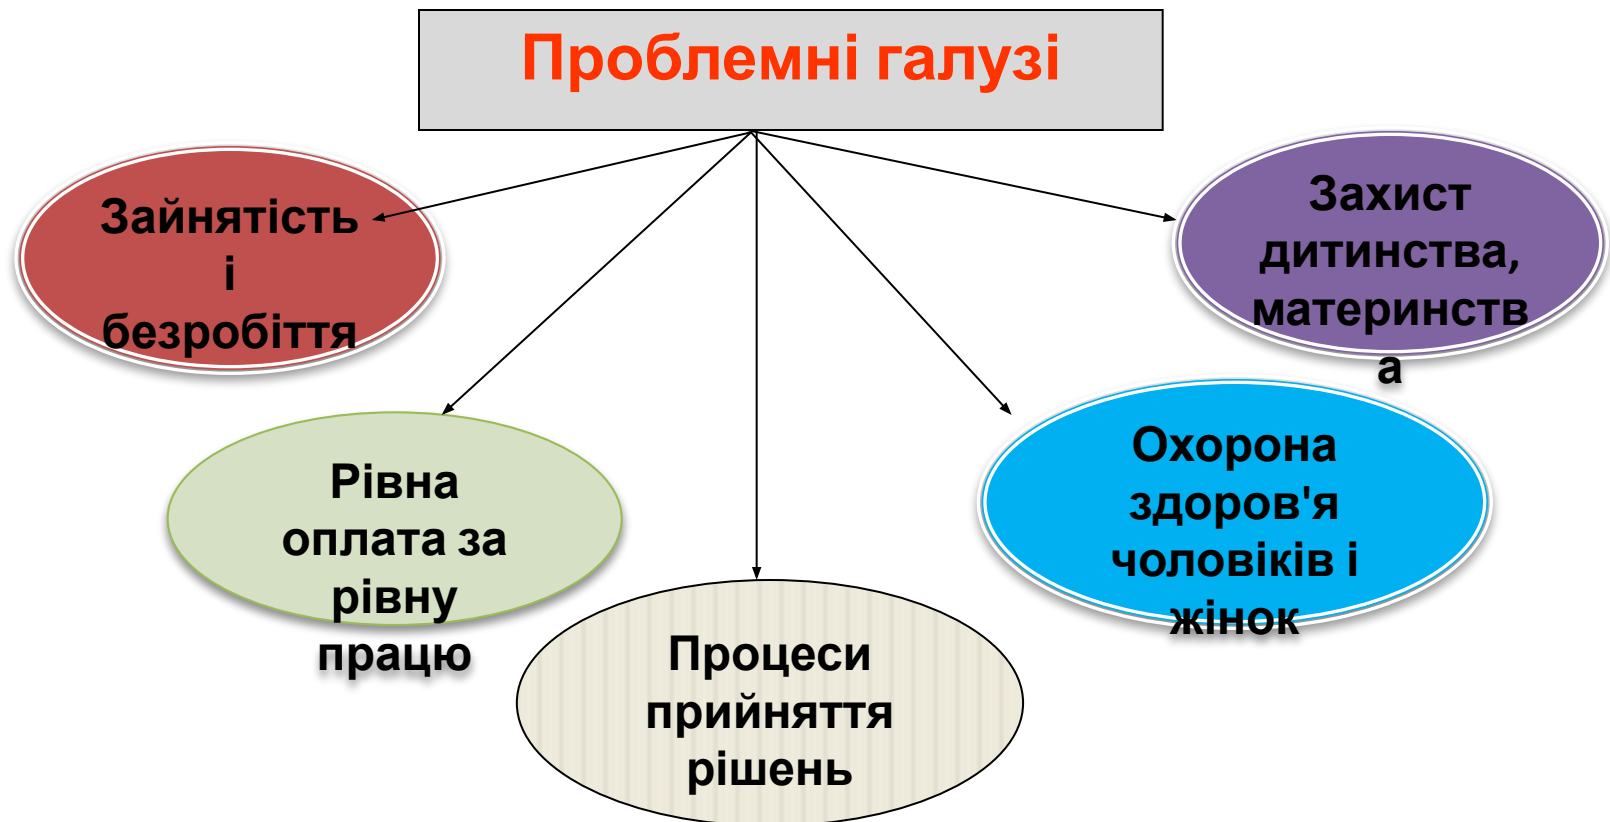 Проблемні галузі
Зайнятість
і
безробіття
Рівна
оплата за
рівну
працю
Процеси
прийняття
рішень
Охорона
здоров'я
чоловіків і
жінок
Захист
дитинства,
материнств
а